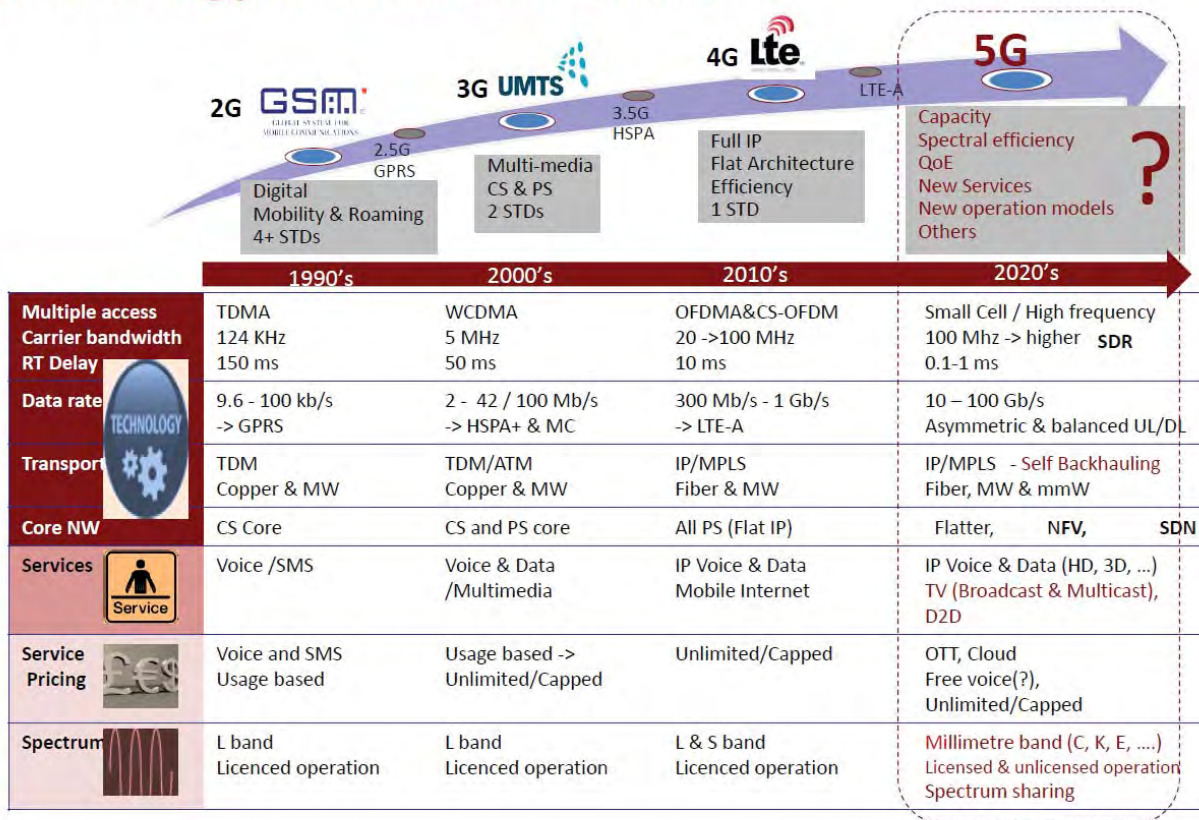 2G GSM
GLOBAL SYSTEM FOR
MOBILE COMMUNICATIONS
2.5G
GPRS
3G UMTS
3.5G
HSPA
4G Lte
LTE-A
5G
Digital
Mobility & Roaming
4+ STDs
Multi-media
CS & PS
2 STDs
Full IP
Flat Architecture
Efficiency
1 STD
Capacity
Spectral efficiency
QoE
New Services
New operation models
Others
?
1990's 2000's 2010's 2020's
Multiple access TDMA WCDMA OFDMA&CS-OFDM Small Cell / High frequency
Carrier bandwidth 124 KHz 5 MHz 20 ->100 MHz 100 Mhz -> higher SDR
RT Delay 150 ms 50 ms 10 ms 0.1-1 ms
Data rate 9.6 - 100 kb/s 2 - 42 / 100 Mb/s 300 Mb/s - 1 Gb/s 10 – 100 Gb/s
-> GPRS -> HSPA+ & MC -> LTE-A Asymmetric & balanced UL/DL
TECHNOLOGY
Transport TDM TDM/ATM IP/MPLS IP/MPLS - Self Backhauling
Copper & MW Copper & MW Fiber & MW Fiber, MW & mmW
Core NW CS Core CS and PS core All PS (Flat IP) Flatter, NFV, SDN
Services Voice /SMS Voice & Data IP Voice & Data IP Voice & Data (HD, 3D, ...)
/Multimedia Mobile Internet TV (Broadcast & Multicast),
Service D2D
Service Voice and SMS Usage based -> Unlimited/Capped OTT, Cloud
Pricing £€$ Usage based Unlimited/Capped Free voice(?),
Unlimited/Capped
Spectrum L band L band L & S band Millimetre band (C, K, E, ....)
Licenced operation Licenced operation Licenced operation Licensed & unlicensed operation
Spectrum sharing